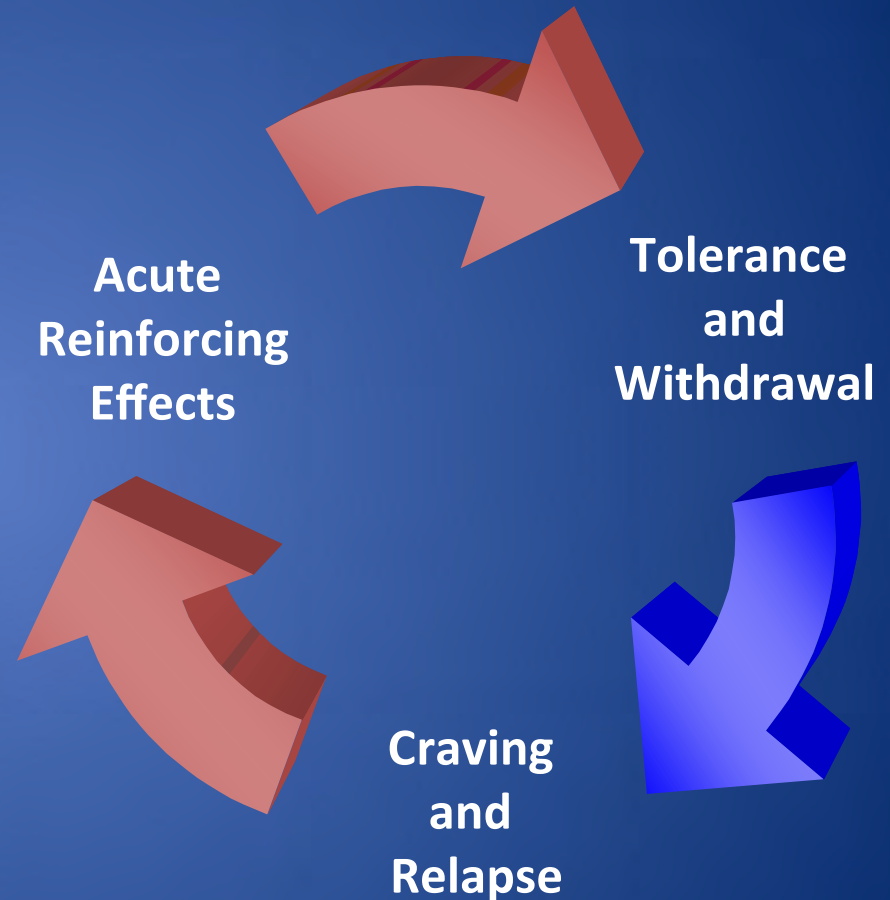 Acute
Reinforcing
Effects
Tolerance
and
Withdrawal
Craving
and
Relapse